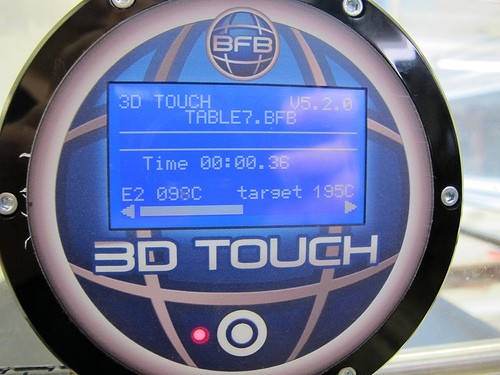 BFB
3D TOUCH V5.2.0
TABLE7.BFB
Time 00:00.36
E2 098C target 195C
3D TOUCH